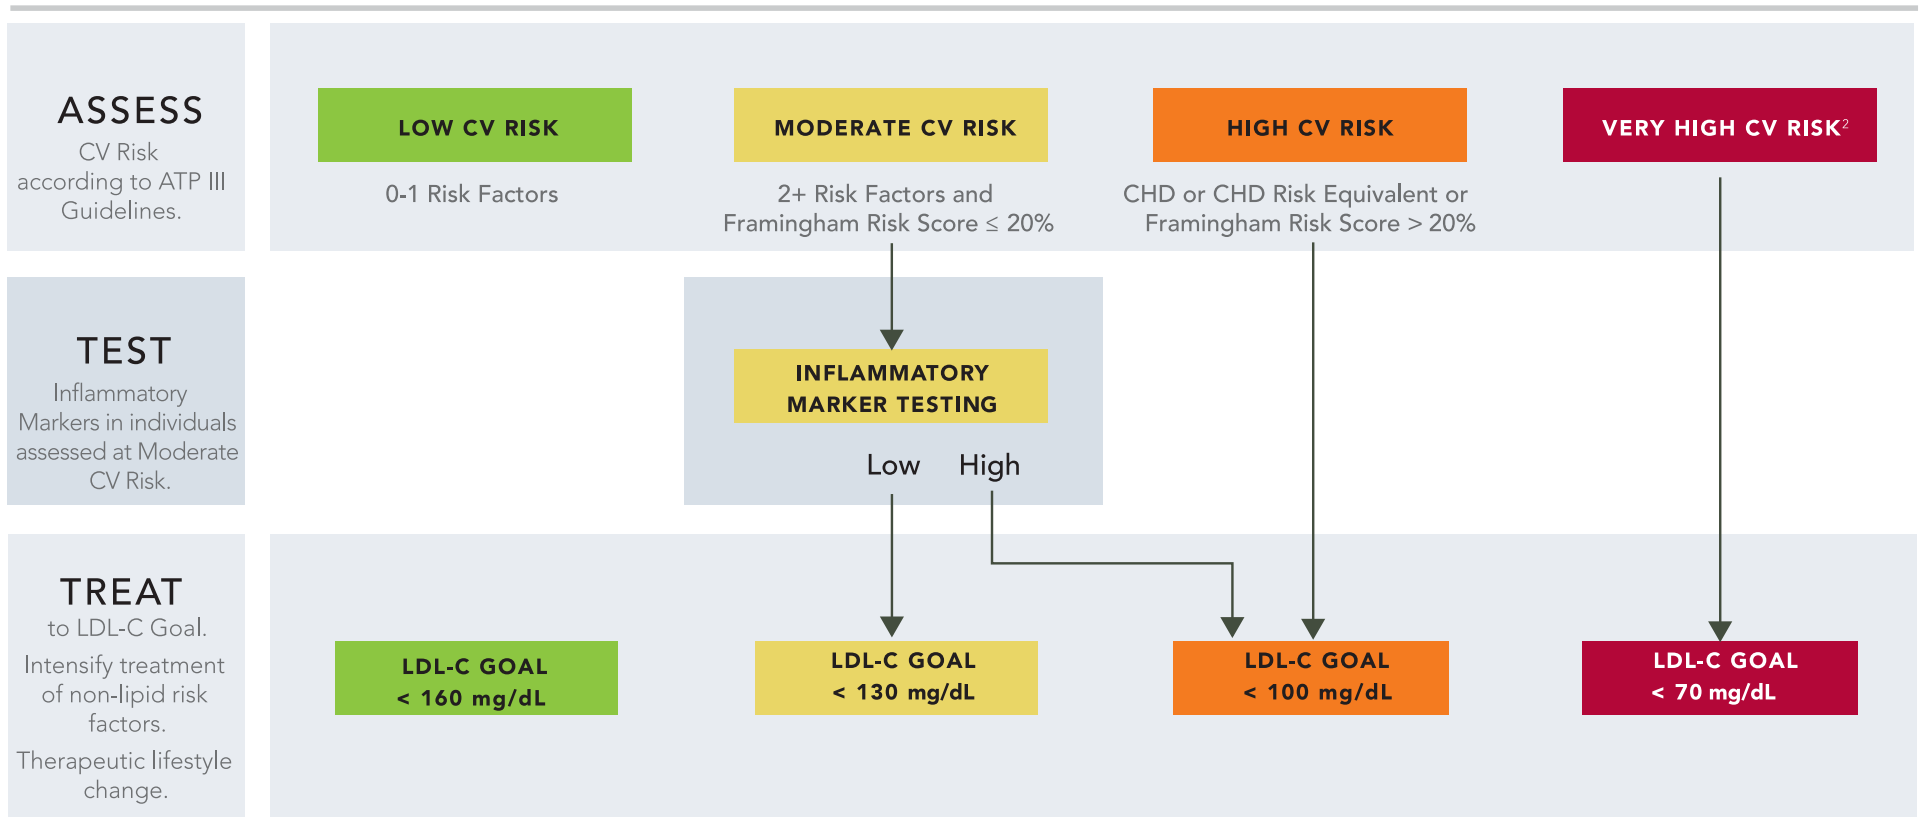 ASSESS
CV Risk
according to ATP III
Guidelines.
LOW CV RISK
0-1 Risk Factors
MODERATE CV RISK
2+ Risk Factors and
Framingham Risk Score ≤ 20%
HIGH CV RISK
CHD or CHD Risk Equivalent or
Framingham Risk Score > 20%
VERY HIGH CV RISK²
TEST
Inflammatory
Markers in individuals
assessed at Moderate
CV Risk.
INFLAMMATORY
MARKER TESTING
Low High
TREAT
to LDL-C Goal.
Intensify treatment
of non-lipid risk
factors.
Therapeutic lifestyle
change.
LDL-C GOAL
< 160 mg/dL
LDL-C GOAL
< 130 mg/dL
LDL-C GOAL
< 100 mg/dL
LDL-C GOAL
< 70 mg/dL